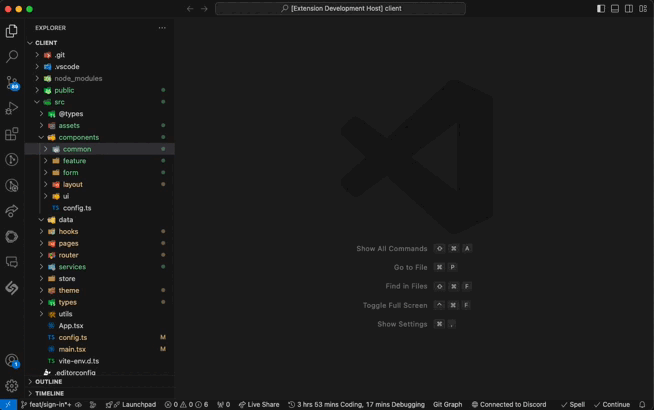 [Extension Development Host] client
EXPLORER
CLIENT
.git
.vscode
node_modules
public
src
@types
assets
components
common
feature
form
layout
ui
TS config.ts
data
hooks
pages
router
services
store
theme
types
utils
App.tsx
TS config.ts M
main.tsx M
TS vite-env.d.ts
.editorconfig
OUTLINE
TIMELINE
Show All Commands ⇧ ⌘ A
Go to File ⌘ P
Find in Files ⇧ ⌘ F
Toggle Full Screen ^ ⌘ F
Show Settings ⌘ ,
1
feat/sign-in*+ Launchpad 0 0 6 0 Live Share 3 hrs 53 mins Coding, 17 mins Debugging Git Graph Connected to Discord Spell Continue